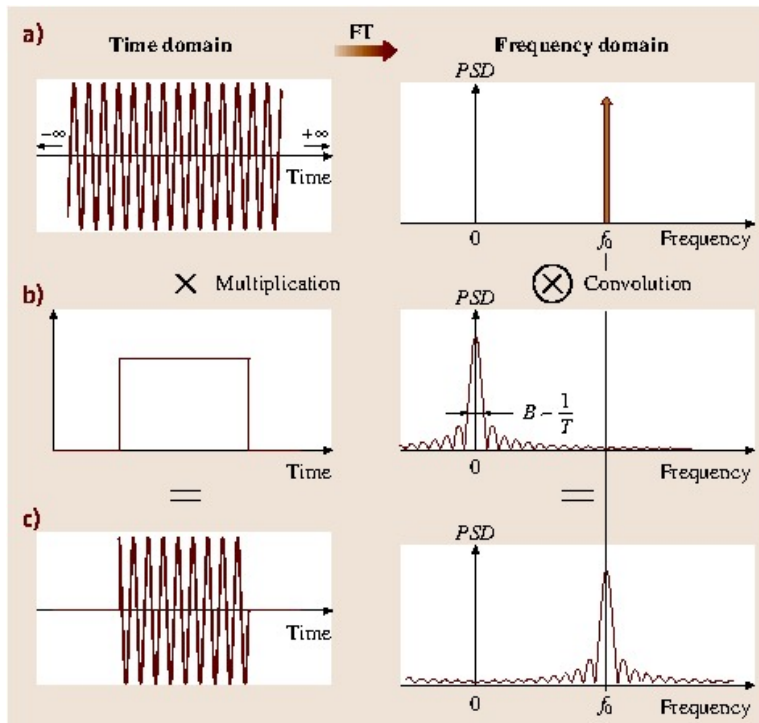 a)
Time domain
FT
Frequency domain
PSD
−∞
+∞
Time
0
f₀
Frequency
× Multiplication
⊗ Convolution
b)
PSD
B ~ 1/T
Time
0
Frequency
=
=
c)
PSD
Time
0
f₀
Frequency